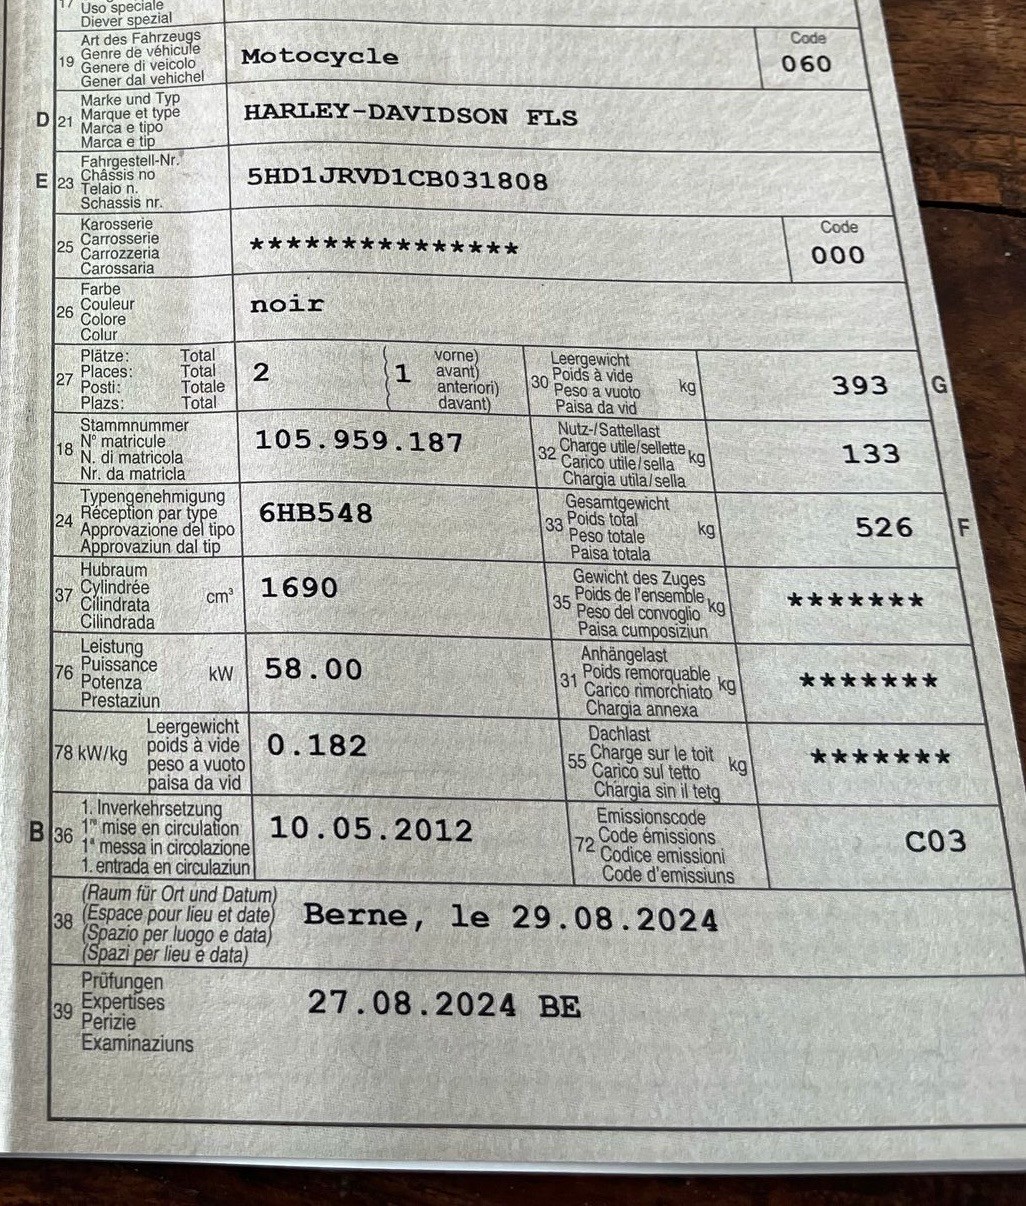 17 Uso speciale
Diever spezial
19 Art des Fahrzeugs
Genre de véhicule
Genere di veicolo
Gener dal vehichel
Motocycle
Code
060
D 21 Marke und Typ
Marque et type
Marca e tipo
Marca e tip
HARLEY-DAVIDSON FLS
E 23 Fahrgestell-Nr.
Châssis no
Telaio n.
Schassis nr.
5HD1JRVD1CB031808
25 Karosserie
Carrosserie
Carrozzeria
Carossaria
***************
Code
000
26 Farbe
Couleur
Colore
Colur
noir
27 Plätze: Total
Places: Total
Posti: Totale
Plazs: Total
2
1
vorne)
avant)
anteriori)
davant)
30 Leergewicht
Poids à vide
Peso a vuoto
Paisa da vid
kg
393 G
18 Stammnummer
N° matricule
N. di matricola
Nr. da matricla
105.959.187
32 Nutz-/Sattellast
Charge utile/sellette
Carico utile/sella
Chargia utila/sella
kg
133
24 Typengenehmigung
Réception par type
Approvazione del tipo
Approvaziun dal tip
6HB548
33 Gesamtgewicht
Poids total
Peso totale
Paisa totala
kg
526 F
37 Hubraum
Cylindrée
Cilindrata
Cilindrada
cm³
1690
35 Gewicht des Zuges
Poids de l'ensemble
Peso del convoglio
Paisa cumposiziun
kg
*******
76 Leistung
Puissance
Potenza
Prestaziun
kW
58.00
31 Anhängelast
Poids remorquable
Carico rimorchiato
Chargia annexa
kg
*******
78 kW/kg
Leergewicht
poids à vide
peso a vuoto
paisa da vid
0.182
55 Dachlast
Charge sur le toit
Carico sul tetto
Chargia sin il tetg
kg
*******
B 36 1. Inverkehrsetzung
1re mise en circulation
1a messa in circolazione
1. entrada en circulaziun
10.05.2012
72 Emissionscode
Code émissions
Codice emissioni
Code d'emissiuns
C03
38 (Raum für Ort und Datum)
(Espace pour lieu et date)
(Spazio per luogo e data)
(Spazi per lieu e data)
Berne, le 29.08.2024
39 Prüfungen
Expertises
Perizie
Examinaziuns
27.08.2024 BE